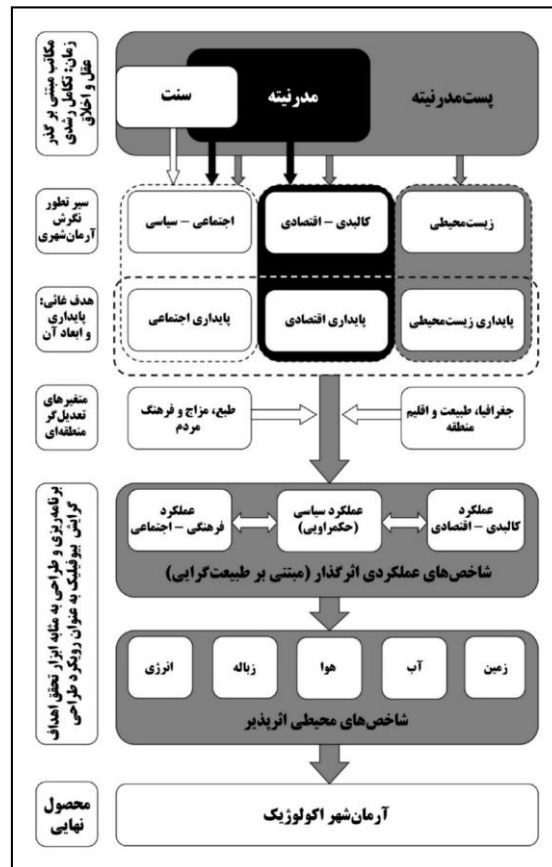 مکاتب مبتنی بر گذر
زمان: تکامل رشدی
عقل و اخلاق
پست‌مدرنیته
مدرنیته
سنت
سیر تطور
نگرش
آرمان‌شهری
زیست‌محیطی
کالبدی - اقتصادی
اجتماعی - سیاسی
هدف غائی:
پایداری
و ابعاد آن
پایداری زیست‌محیطی
پایداری اقتصادی
پایداری اجتماعی
متغیرهای
تعدیل‌گر
منطقه‌ای
جغرافیا، طبیعت و اقلیم
منطقه
طبع، مزاج و فرهنگ
مردم
برنامه‌ریزی و طراحی به مثابه ابزار تحقق اهداف
گرایش بیوفیلیک به عنوان رویکرد طراحی
عملکرد
کالبدی - اقتصادی
عملکرد سیاسی
(حکمراویی)
عملکرد
فرهنگی - اجتماعی
شاخص‌های عملکردی اثرگذار (مبتنی بر طبیعت‌گرایی)
زمین
آب
هوا
زباله
انرژی
شاخص‌های محیطی اثرپذیر
محصول
نهایی
آرمان‌شهر اکولوژیک